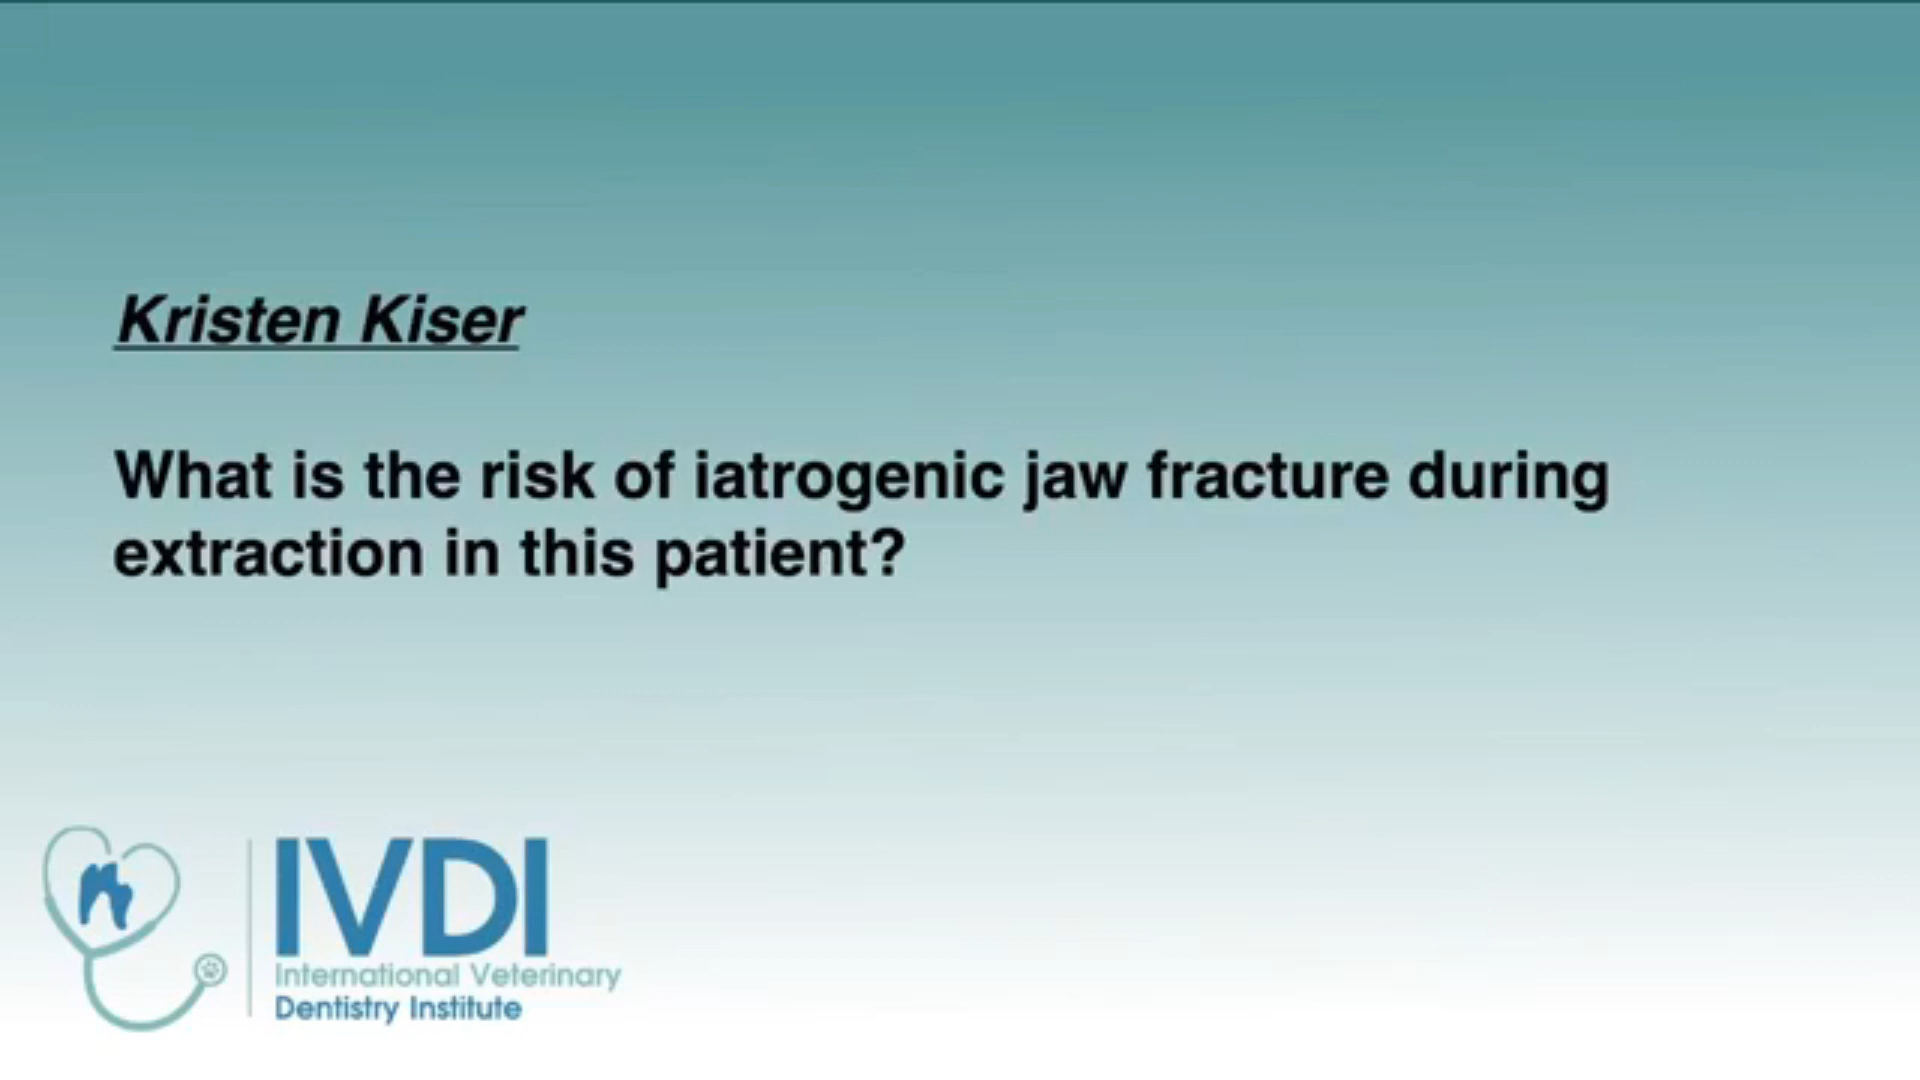 Kristen Kiser
What is the risk of iatrogenic jaw fracture during
extraction in this patient?
IVDI
International Veterinary
Dentistry Institute